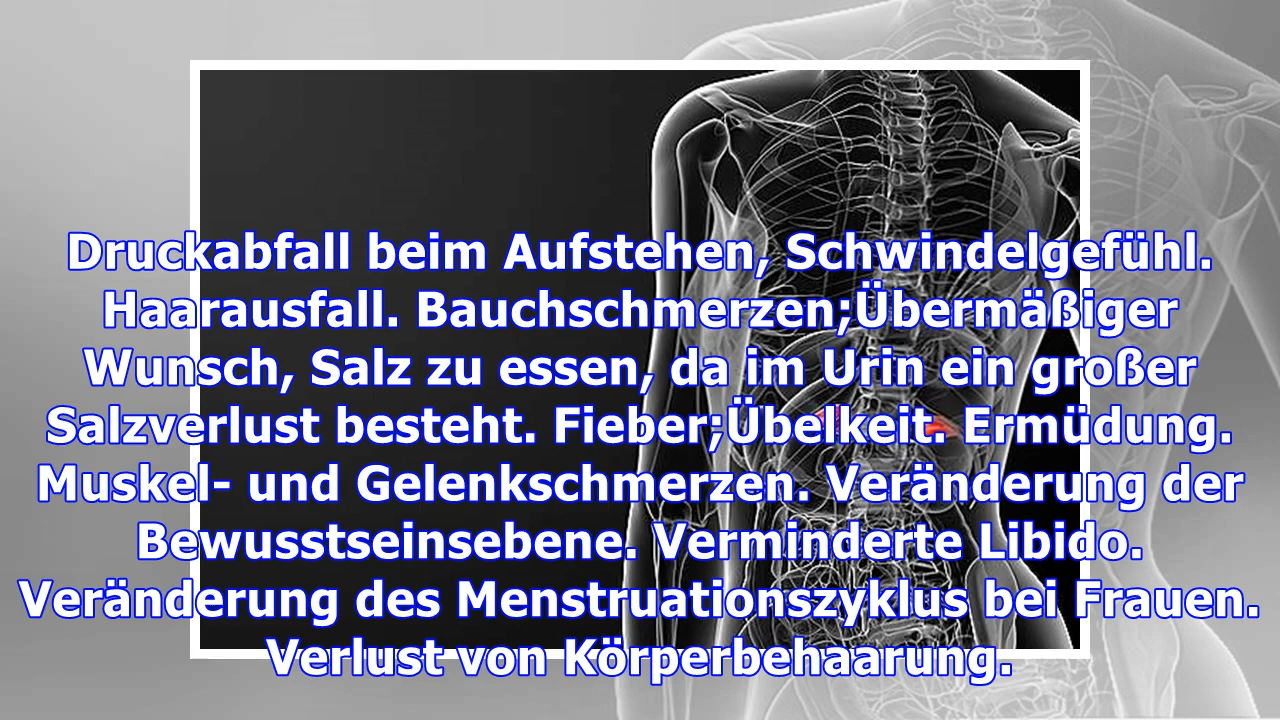 Druckabfall beim Aufstehen, Schwindelgefühl.
Haarausfall. Bauchschmerzen;Übermäßiger
Wunsch, Salz zu essen, da im Urin ein großer
Salzverlust besteht. Fieber;Übelkeit. Ermüdung.
Muskel- und Gelenkschmerzen. Veränderung der
Bewusstseinsebene. Verminderte Libido.
Veränderung des Menstruationszyklus bei Frauen.
Verlust von Körperbehaarung.